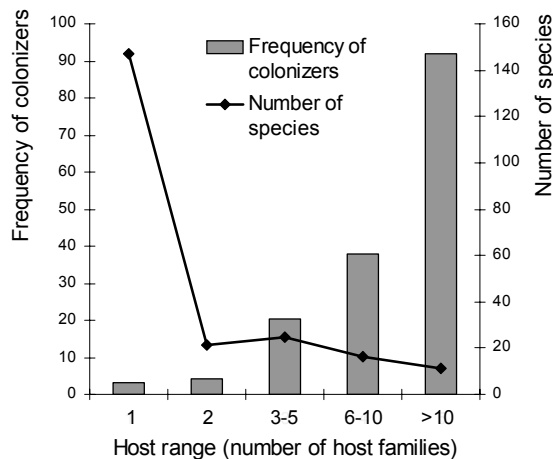 Frequency of colonizers
100
90
80
70
60
50
40
30
20
10
0
Frequency of
colonizers
Number of
species
160
140
120
100
80
60
40
20
0
Number of species
1 2 3-5 6-10 >10
Host range (number of host families)